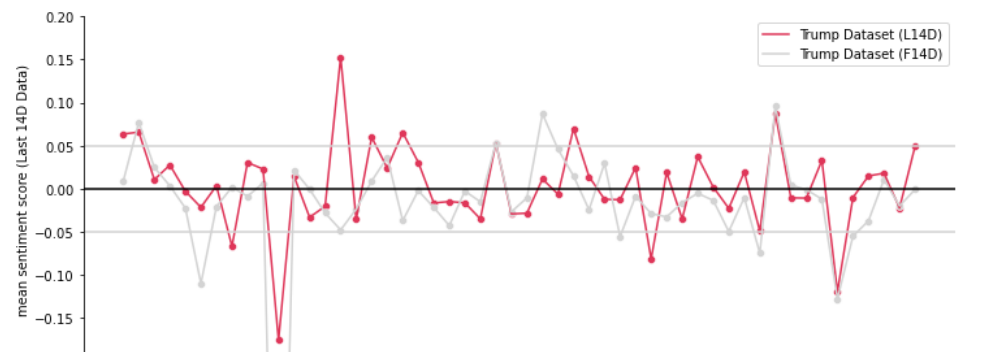 0.20
0.15
0.10
0.05
0.00
−0.05
−0.10
−0.15
mean sentiment score (Last 14D Data)
Trump Dataset (L14D)
Trump Dataset (F14D)